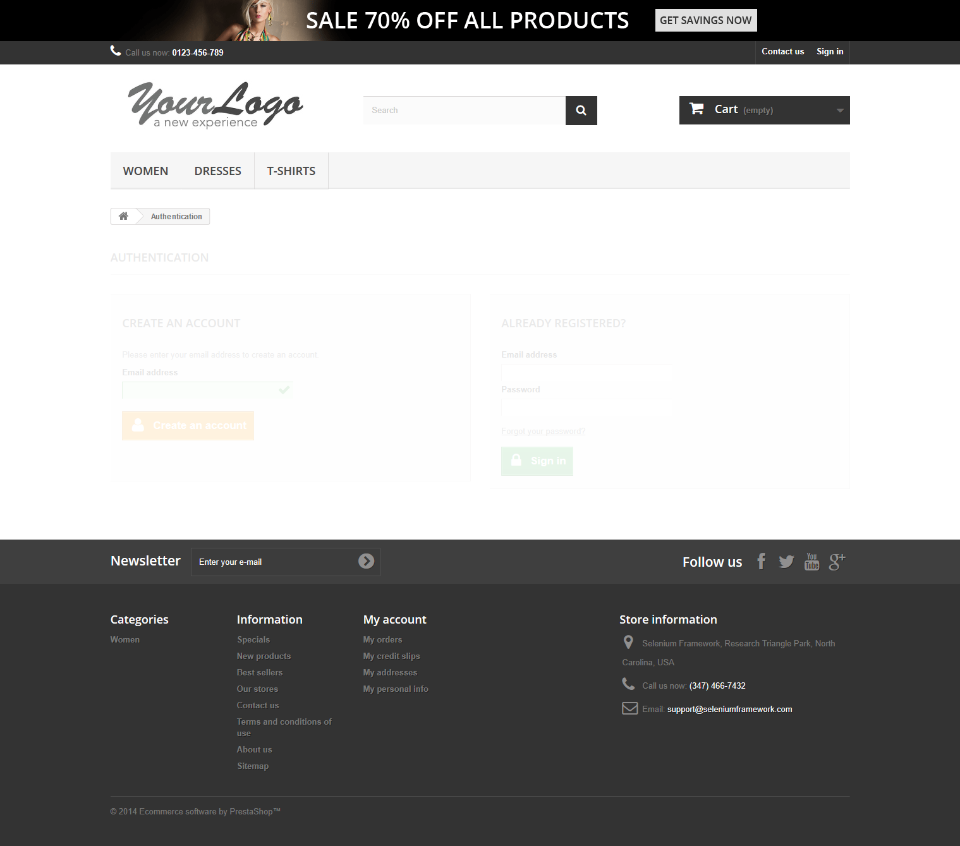 SALE 70% OFF ALL PRODUCTS
GET SAVINGS NOW
Call us now: 0123-456-789
Contact us
Sign in
Your Logo
a new experience
Search
Cart (empty)
WOMEN
DRESSES
T-SHIRTS
Authentication
AUTHENTICATION
CREATE AN ACCOUNT
Please enter your email address to create an account.
Email address
Create an account
ALREADY REGISTERED?
Email address
Password
Forgot your password?
Sign in
Newsletter
Enter your e-mail
Follow us
You
Tube
Categories
Women
Information
Specials
New products
Best sellers
Our stores
Contact us
Terms and conditions of
use
About us
Sitemap
My account
My orders
My credit slips
My addresses
My personal info
Store information
Selenium Framework, Research Triangle Park, North
Carolina, USA
Call us now: (347) 466-7432
Email: support@seleniumframework.com
© 2014 Ecommerce software by PrestaShop™